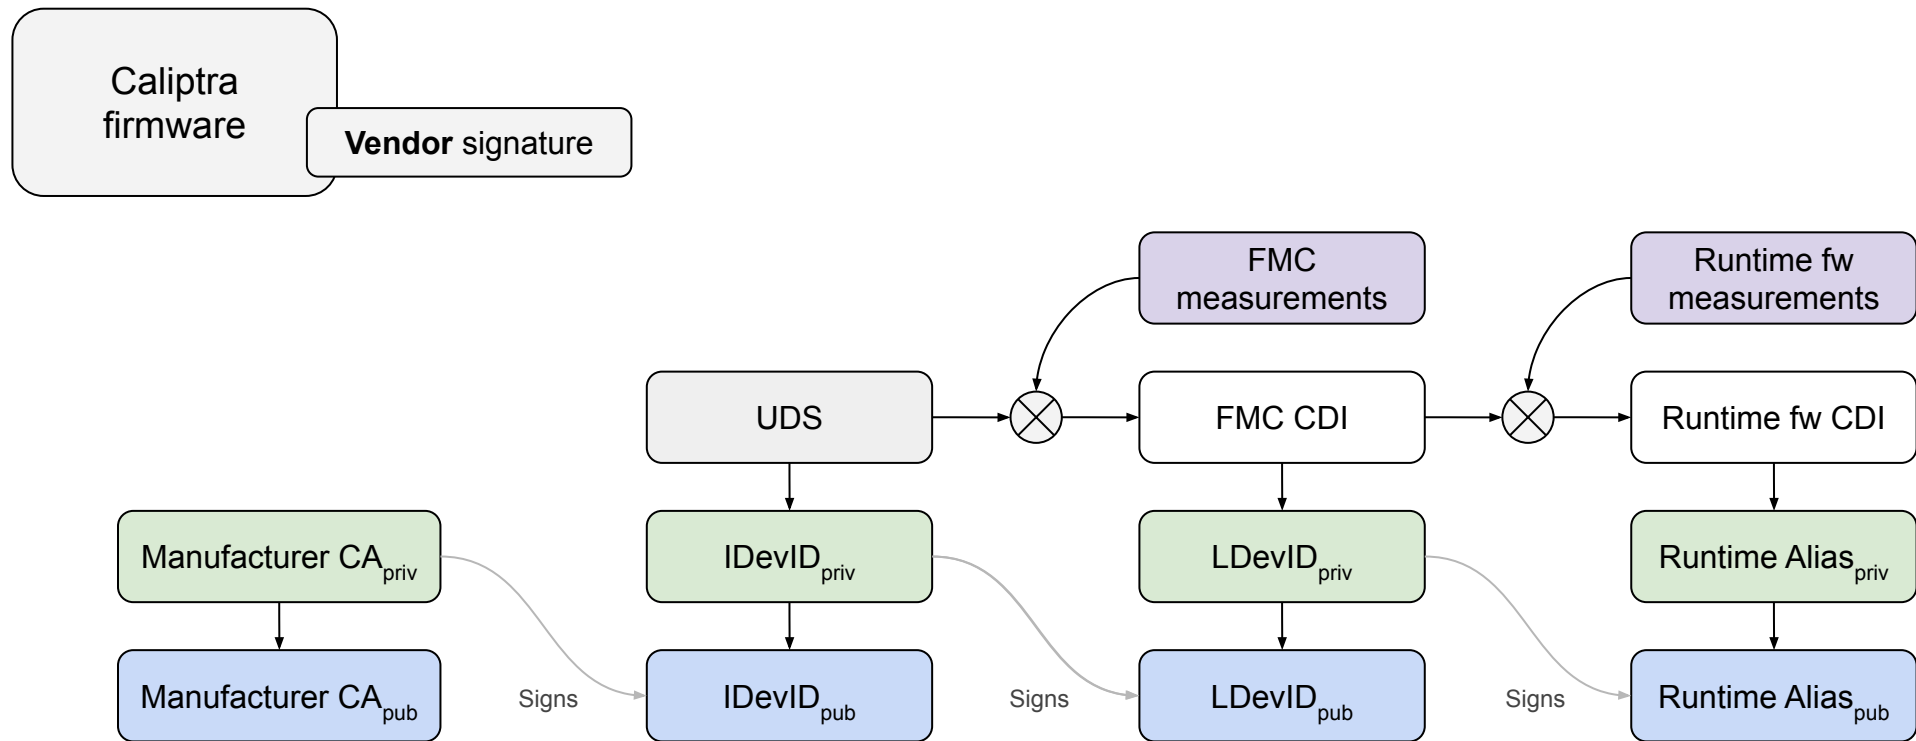 Caliptra
firmware
Vendor signature
FMC
measurements
Runtime fw
measurements
UDS
FMC CDI
Runtime fw CDI
Manufacturer CApriv
IDevIDpriv
LDevIDpriv
Runtime Aliaspriv
Manufacturer CApub
Signs
IDevIDpub
Signs
LDevIDpub
Signs
Runtime Aliaspub